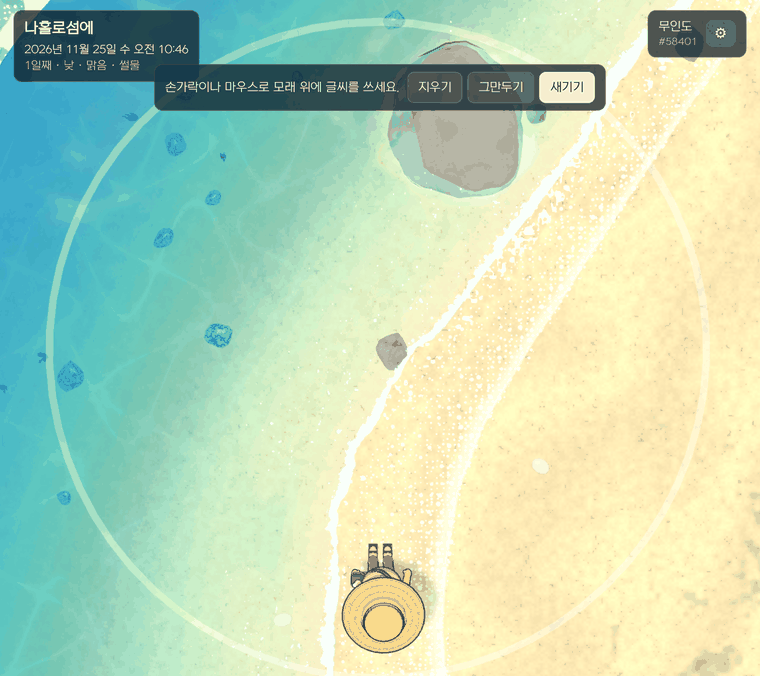 나홀로섬에
2026년 11월 25일 수 오전 10:46
1일째 · 낮 · 맑음 · 썰물
무인도
#58401
손가락이나 마우스로 모래 위에 글씨를 쓰세요. 지우기 그만두기 새기기